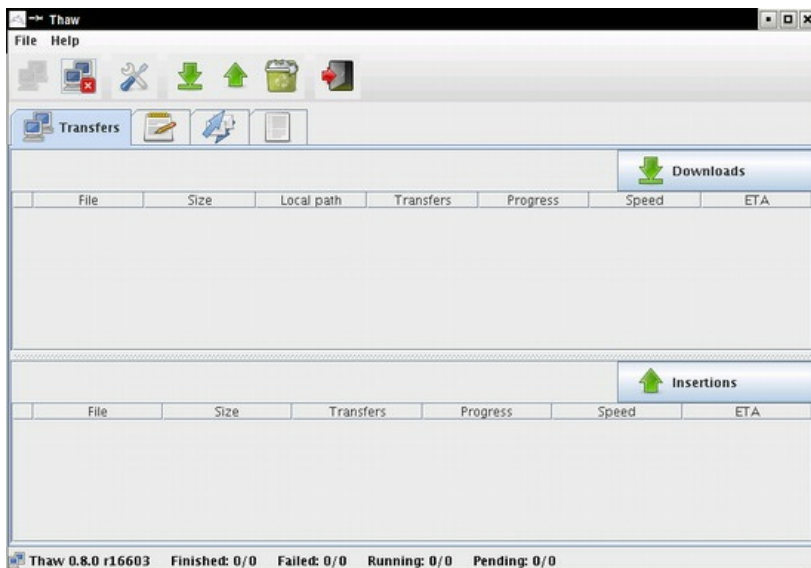 Thaw
File Help
Transfers
Downloads
File Size Local path Transfers Progress Speed ETA
Insertions
File Size Transfers Progress Speed ETA
Thaw 0.8.0 r16603 Finished: 0/0 Failed: 0/0 Running: 0/0 Pending: 0/0